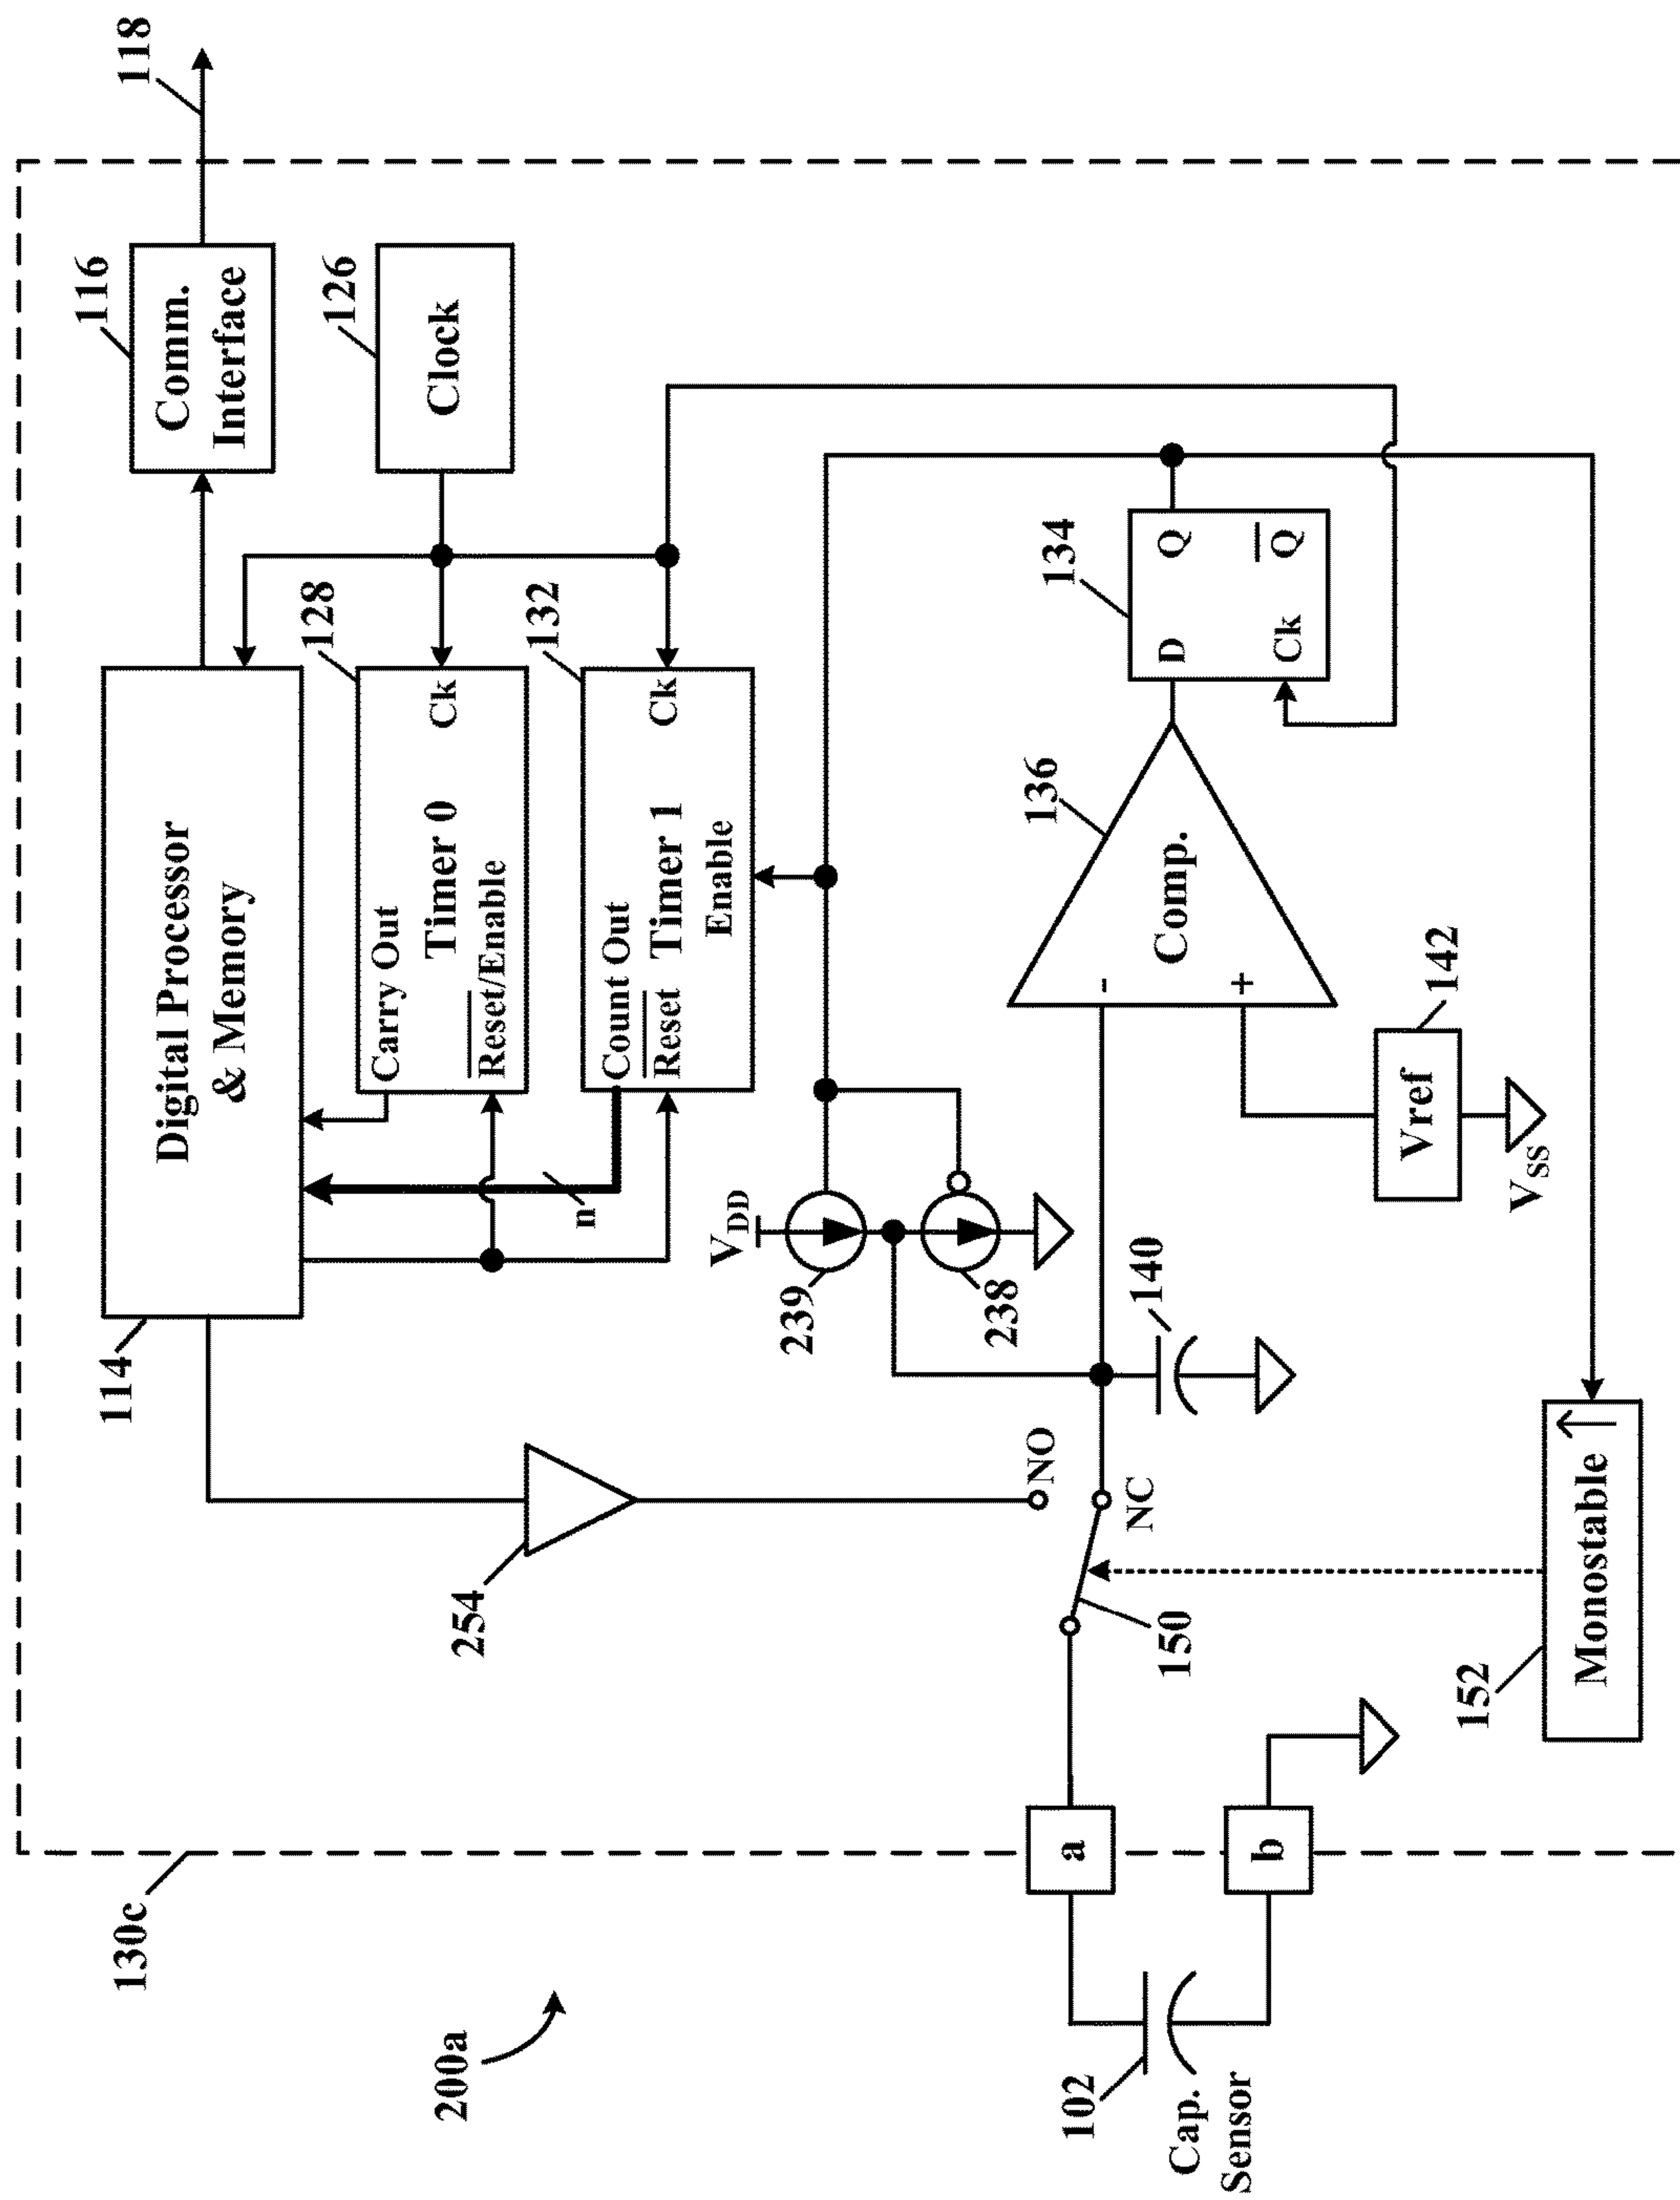 118
116
Comm.
Interface
126
Clock
114
Digital Processor
& Memory
128
Carry Out
Timer 0
Reset/Enable
Ck
132
Count Out
Timer 1
Reset
Enable
Ck
n
VDD
239
238
134
D
Q
Ck
Q
136
Comp.
-
+
142
Vref
VSS
140
254
NO
NC
150
152
Monostable ↑
a
b
130c
200a
102
Cap.
Sensor